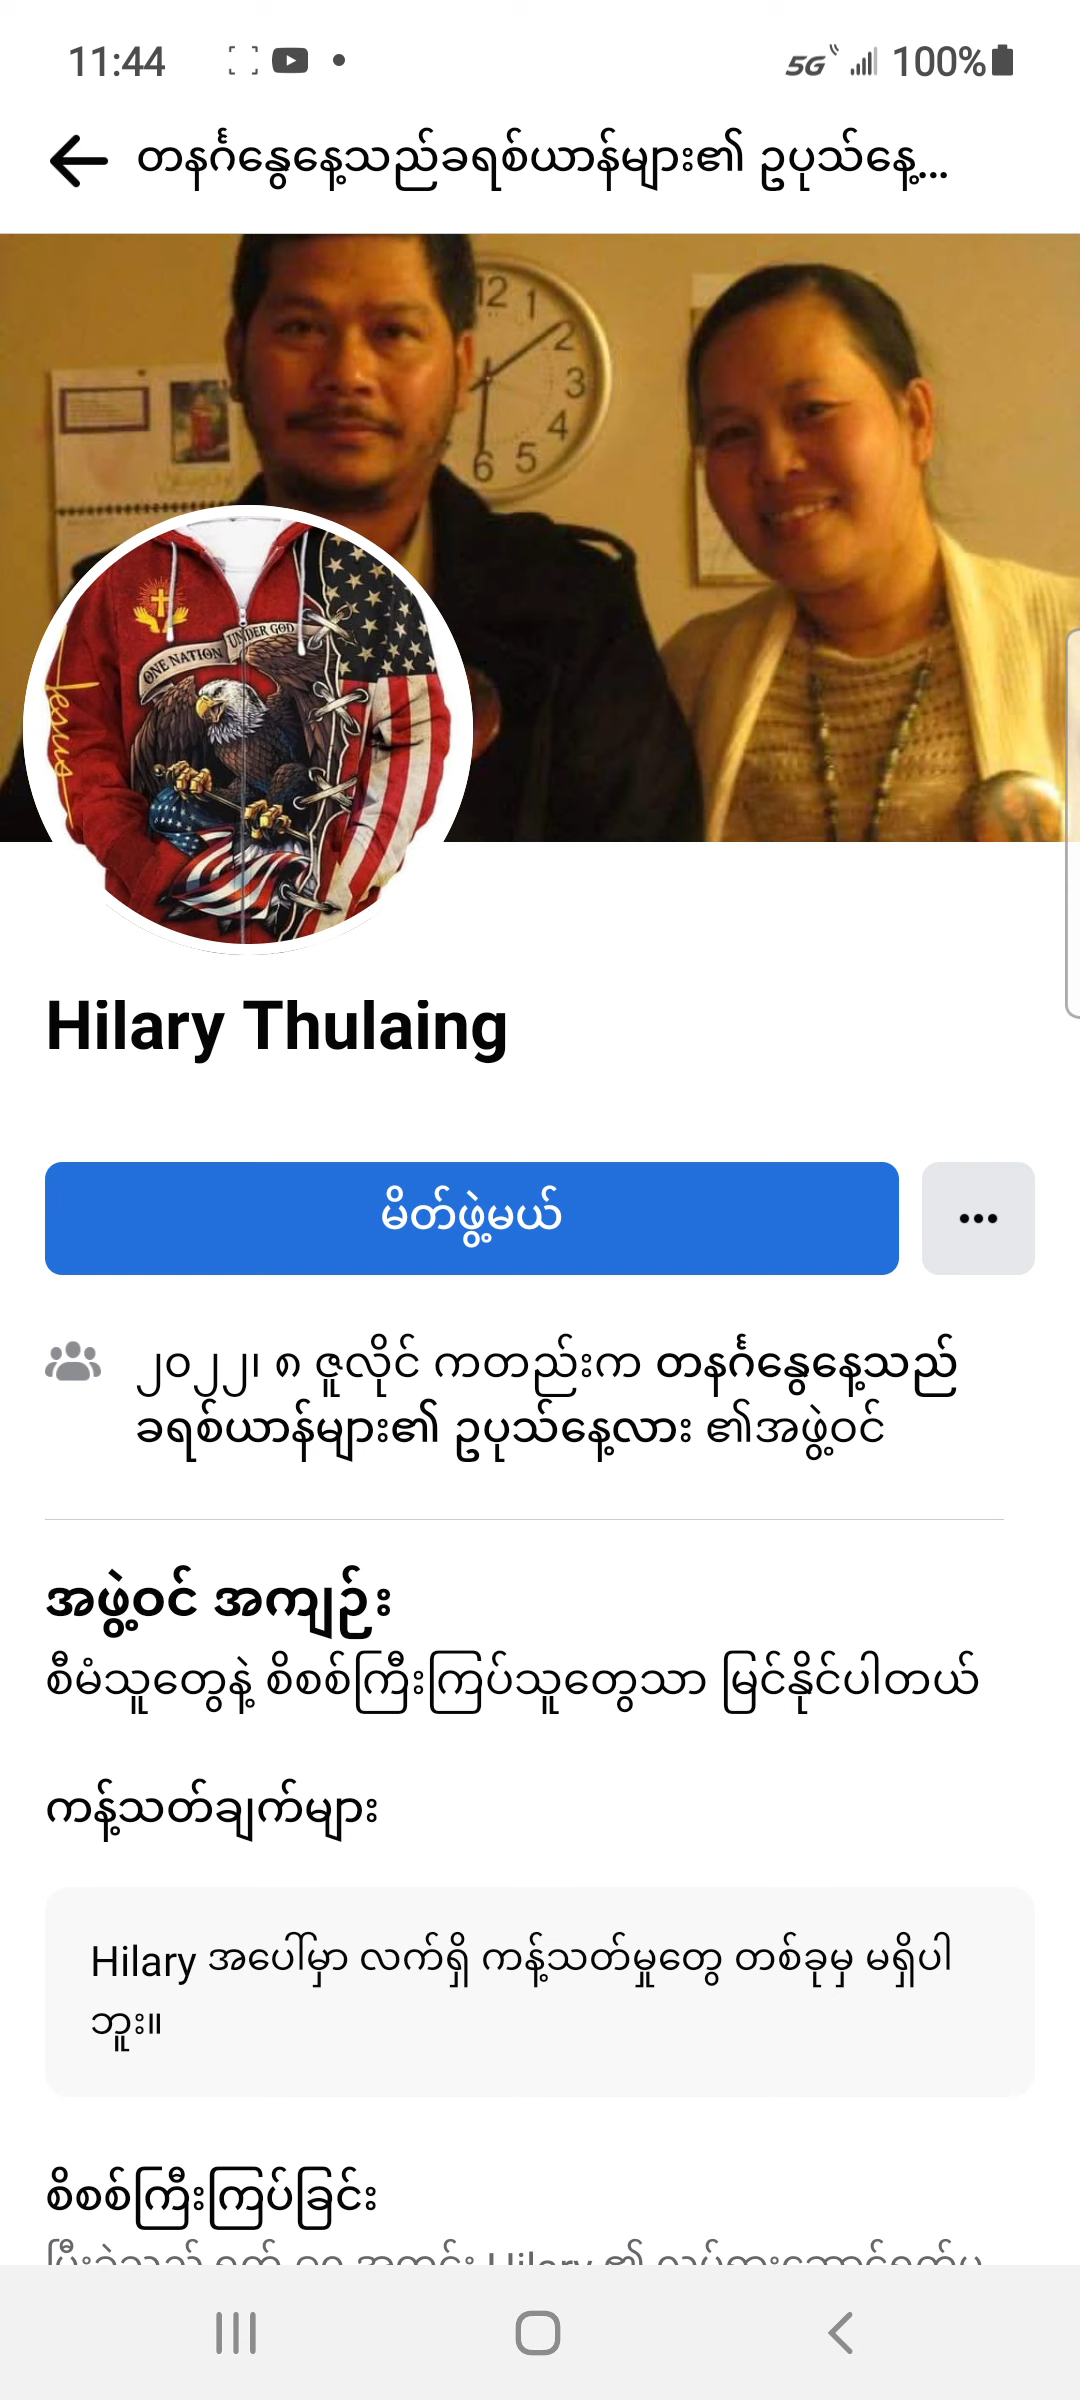 11:44
5G 100%
တနင်္ဂနွေနေ့သည်ခရစ်ယာန်များ၏ ဥပုသ်နေ့...
12
1
2
3
4
5
6
ONE NATION UNDER GOD
Jesus
Hilary Thulaing
မိတ်ဖွဲ့မယ်
၂၀၂၂၊ ၈ ဇူလိုင် ကတည်းက တနင်္ဂနွေနေ့သည်
ခရစ်ယာန်များ၏ ဥပုသ်နေ့လား ၏အဖွဲ့ဝင်
အဖွဲ့ဝင် အကျဉ်း
စီမံသူတွေနဲ့ စိစစ်ကြီးကြပ်သူတွေသာ မြင်နိုင်ပါတယ်
ကန့်သတ်ချက်များ
Hilary အပေါ်မှာ လက်ရှိ ကန့်သတ်မှုတွေ တစ်ခုမှ မရှိပါ
ဘူး။
စိစစ်ကြီးကြပ်ခြင်း